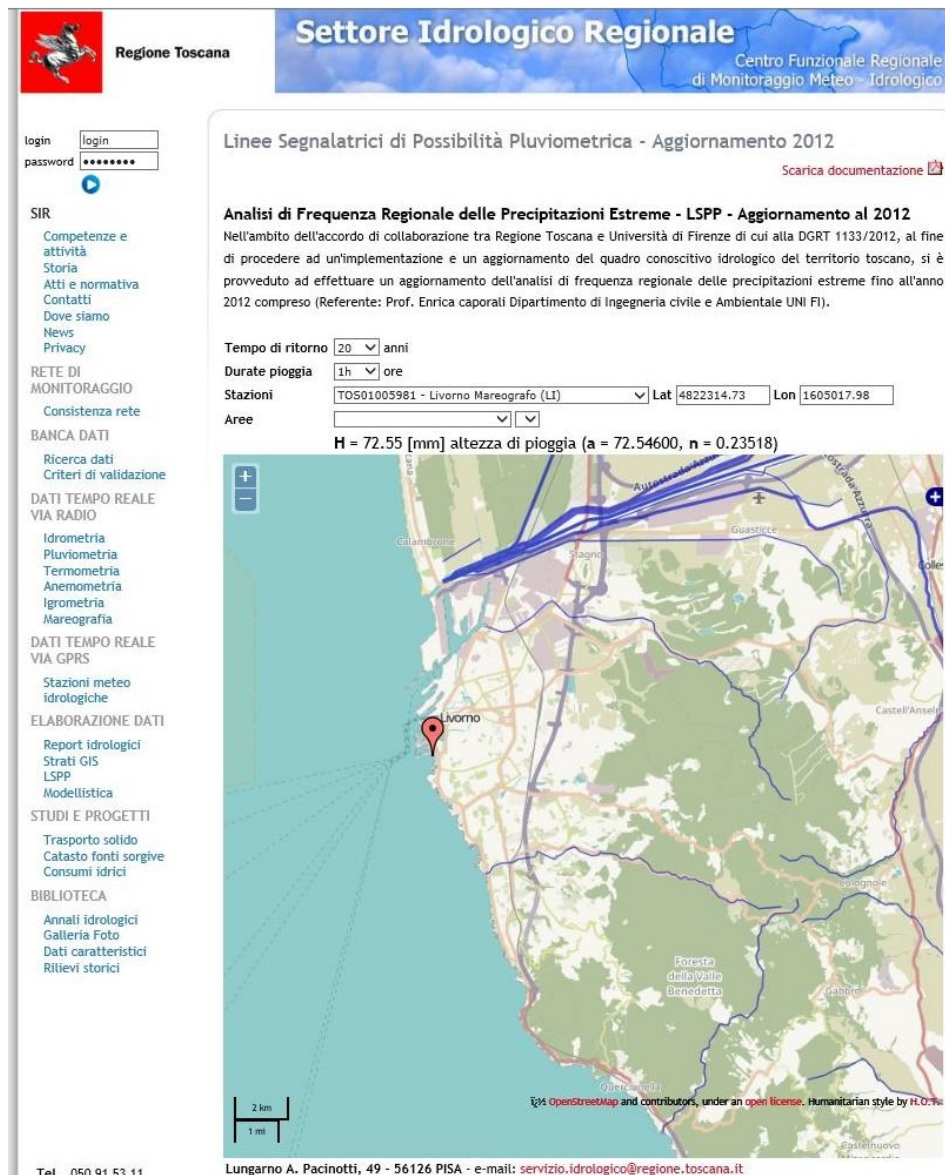 Regione Toscana
Settore Idrologico Regionale
Centro Funzionale Regionale
di Monitoraggio Meteo - Idrologico
login login
password ••••••••
SIR
Competenze e
attività
Storia
Atti e normativa
Contatti
Dove siamo
News
Privacy
RETE DI
MONITORAGGIO
Consistenza rete
BANCA DATI
Ricerca dati
Criteri di validazione
DATI TEMPO REALE
VIA RADIO
Idrometria
Pluviometria
Termometria
Anemometria
Igrometria
Mareografia
DATI TEMPO REALE
VIA GPRS
Stazioni meteo
idrologiche
ELABORAZIONE DATI
Report idrologici
Strati GIS
LSPP
Modellistica
STUDI E PROGETTI
Trasporto solido
Catasto fonti sorgive
Consumi idrici
BIBLIOTECA
Annali idrologici
Galleria Foto
Dati caratteristici
Rilievi storici
Tel. 050 91 53 11
Linee Segnalatrici di Possibilità Pluviometrica - Aggiornamento 2012
Scarica documentazione
Analisi di Frequenza Regionale delle Precipitazioni Estreme - LSPP - Aggiornamento al 2012
Nell'ambito dell'accordo di collaborazione tra Regione Toscana e Università di Firenze di cui alla DGRT 1133/2012, al fine
di procedere ad un'implementazione e un aggiornamento del quadro conoscitivo idrologico del territorio toscano, si è
provveduto ad effettuare un aggiornamento dell'analisi di frequenza regionale delle precipitazioni estreme fino all'anno
2012 compreso (Referente: Prof. Enrica caporali Dipartimento di Ingegneria civile e Ambientale UNI FI).
Tempo di ritorno 20 anni
Durate pioggia 1h ore
Stazioni TOS01005981 - Livorno Mareografo (LI) Lat 4822314.73 Lon 1605017.98
Aree
H = 72.55 [mm] altezza di pioggia (a = 72.54600, n = 0.23518)
+
−
+
Autostrada Azzurra
Autostrada Azzurra
Calambrone
Guasticce
Stagno
Colle
Livorno
Castell'Anselm
Colognole
Foresta
della Valle
Benedetta
Gabbro
Quercianella
Castelnuovo
2 km
1 mi
ï¿½ OpenStreetMap and contributors, under an open license. Humanitarian style by H.O.T.
Lungarno A. Pacinotti, 49 - 56126 PISA - e-mail: servizio.idrologico@regione.toscana.it